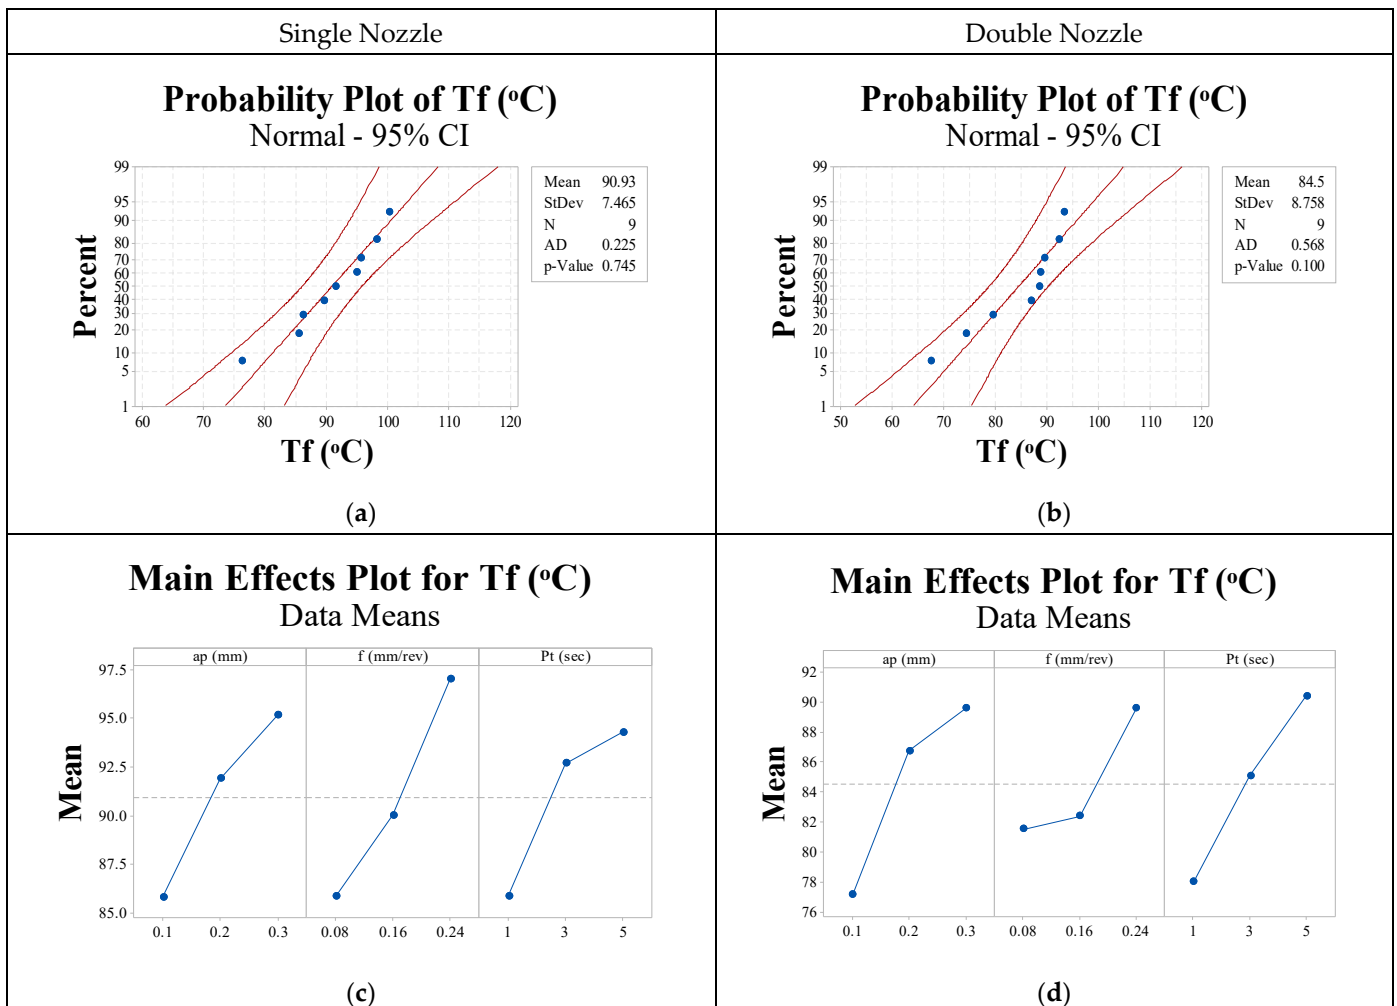 Single Nozzle
Double Nozzle
Probability Plot of Tf (ºC)
Normal - 95% CI
99
95
90
80
70
60
50
40
30
20
10
5
1
Percent
60 70 80 90 100 110 120
Tf (ºC)
Mean 90.93
StDev 7.465
N 9
AD 0.225
p-Value 0.745
(a)
Probability Plot of Tf (ºC)
Normal - 95% CI
99
95
90
80
70
60
50
40
30
20
10
5
1
Percent
50 60 70 80 90 100 110 120
Tf (ºC)
Mean 84.5
StDev 8.758
N 9
AD 0.568
p-Value 0.100
(b)
Main Effects Plot for Tf (ºC)
Data Means
ap (mm) f (mm/rev) Pt (sec)
97.5
95.0
92.5
90.0
87.5
85.0
Mean
0.1 0.2 0.3 0.08 0.16 0.24 1 3 5
(c)
Main Effects Plot for Tf (ºC)
Data Means
ap (mm) f (mm/rev) Pt (sec)
92
90
88
86
84
82
80
78
76
Mean
0.1 0.2 0.3 0.08 0.16 0.24 1 3 5
(d)